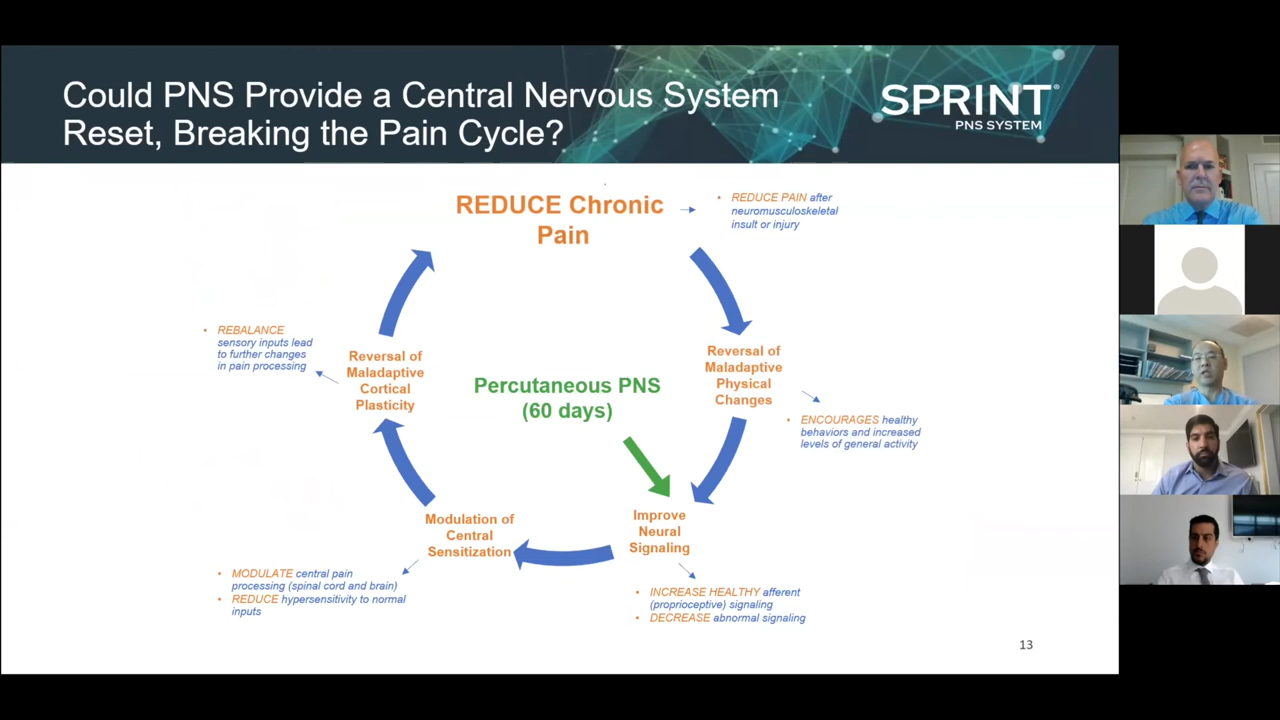 Could PNS Provide a Central Nervous System
Reset, Breaking the Pain Cycle?
SPRINT®
PNS SYSTEM
REDUCE Chronic
Pain
• REDUCE PAIN after
neuromusculoskeletal
insult or injury
Reversal of
Maladaptive
Physical
Changes
• ENCOURAGES healthy
behaviors and increased
levels of general activity
Percutaneous PNS
(60 days)
Improve
Neural
Signaling
• INCREASE HEALTHY afferent
(proprioceptive) signaling
• DECREASE abnormal signaling
Modulation of
Central
Sensitization
• MODULATE central pain
processing (spinal cord and brain)
• REDUCE hypersensitivity to normal
inputs
Reversal of
Maladaptive
Cortical
Plasticity
• REBALANCE
sensory inputs lead
to further changes
in pain processing
13